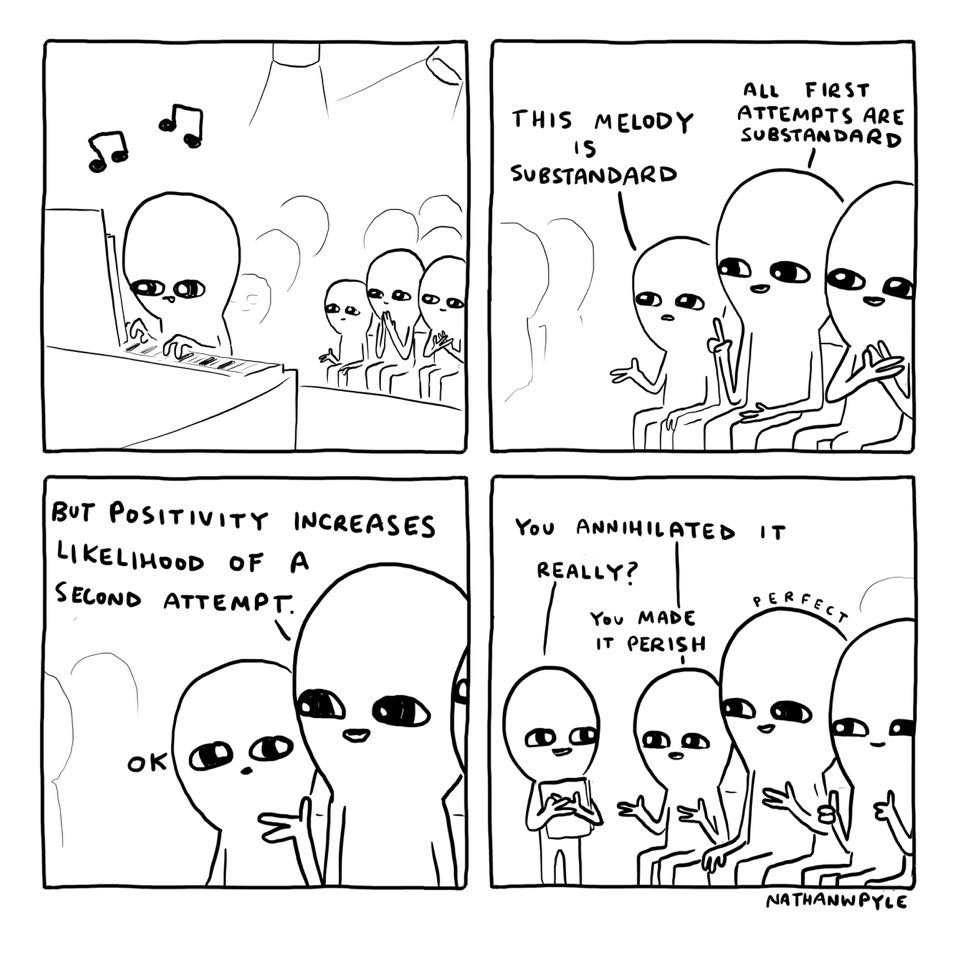 THIS MELODY
IS
SUBSTANDARD
ALL FIRST
ATTEMPTS ARE
SUBSTANDARD
BUT POSITIVITY INCREASES
LIKELIHOOD OF A
SECOND ATTEMPT.
OK
YOU ANNIHILATED IT
REALLY?
YOU MADE
IT PERISH
PERFECT
NATHANWPYLE